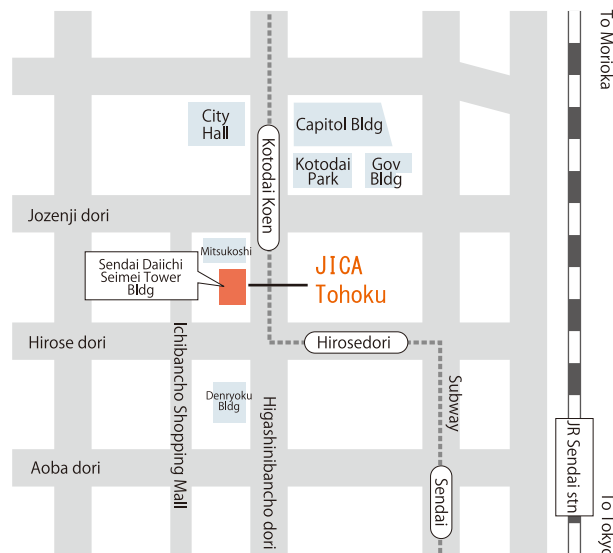 To Morioka
City
Hall
Capitol Bldg
Kotodai Koen
Kotodai
Park
Gov
Bldg
Jozenji dori
Mitsukoshi
Sendai Daiichi
Seimei Tower
Bldg
JICA
Tohoku
Hirose dori
Hirosedori
Ichibancho Shopping Mall
Denryoku
Bldg
Higashinibancho dori
Subway
Aoba dori
Sendai
JR Sendai stn
To Toky